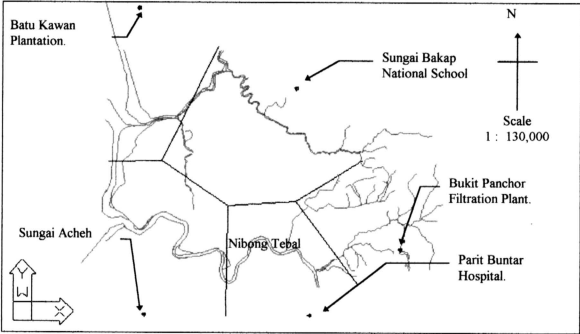 Batu Kawan
Plantation.
N
Sungai Bakap
National School
Scale
1 : 130,000
Bukit Panchor
Filtration Plant.
Sungai Acheh
Nibong Tebal
Parit Buntar
Hospital.
Y
W
X